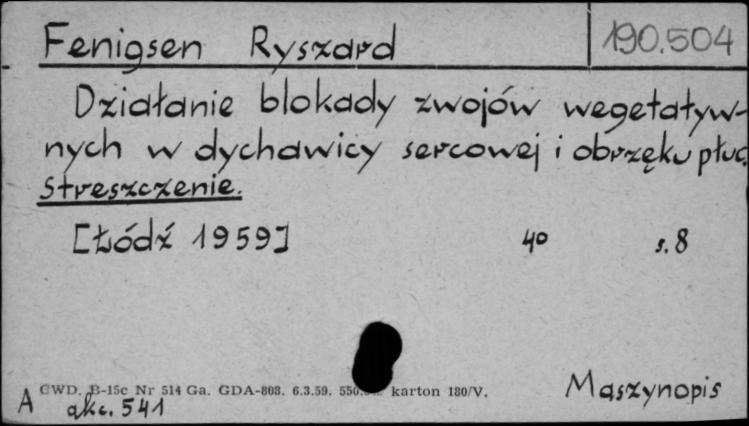 Fenigsen Ryszard 190.504
Działanie blokady zwojów wegetatyw-
nych w dychawicy sercowej i obrzęku płuc.
Streszczenie.
[Łódź 1959] 4° s. 8
CWD. B-15c Nr 514 Ga. GDA-808. 6.3.59. karton 180/V.
Maszynopis
A akc. 541